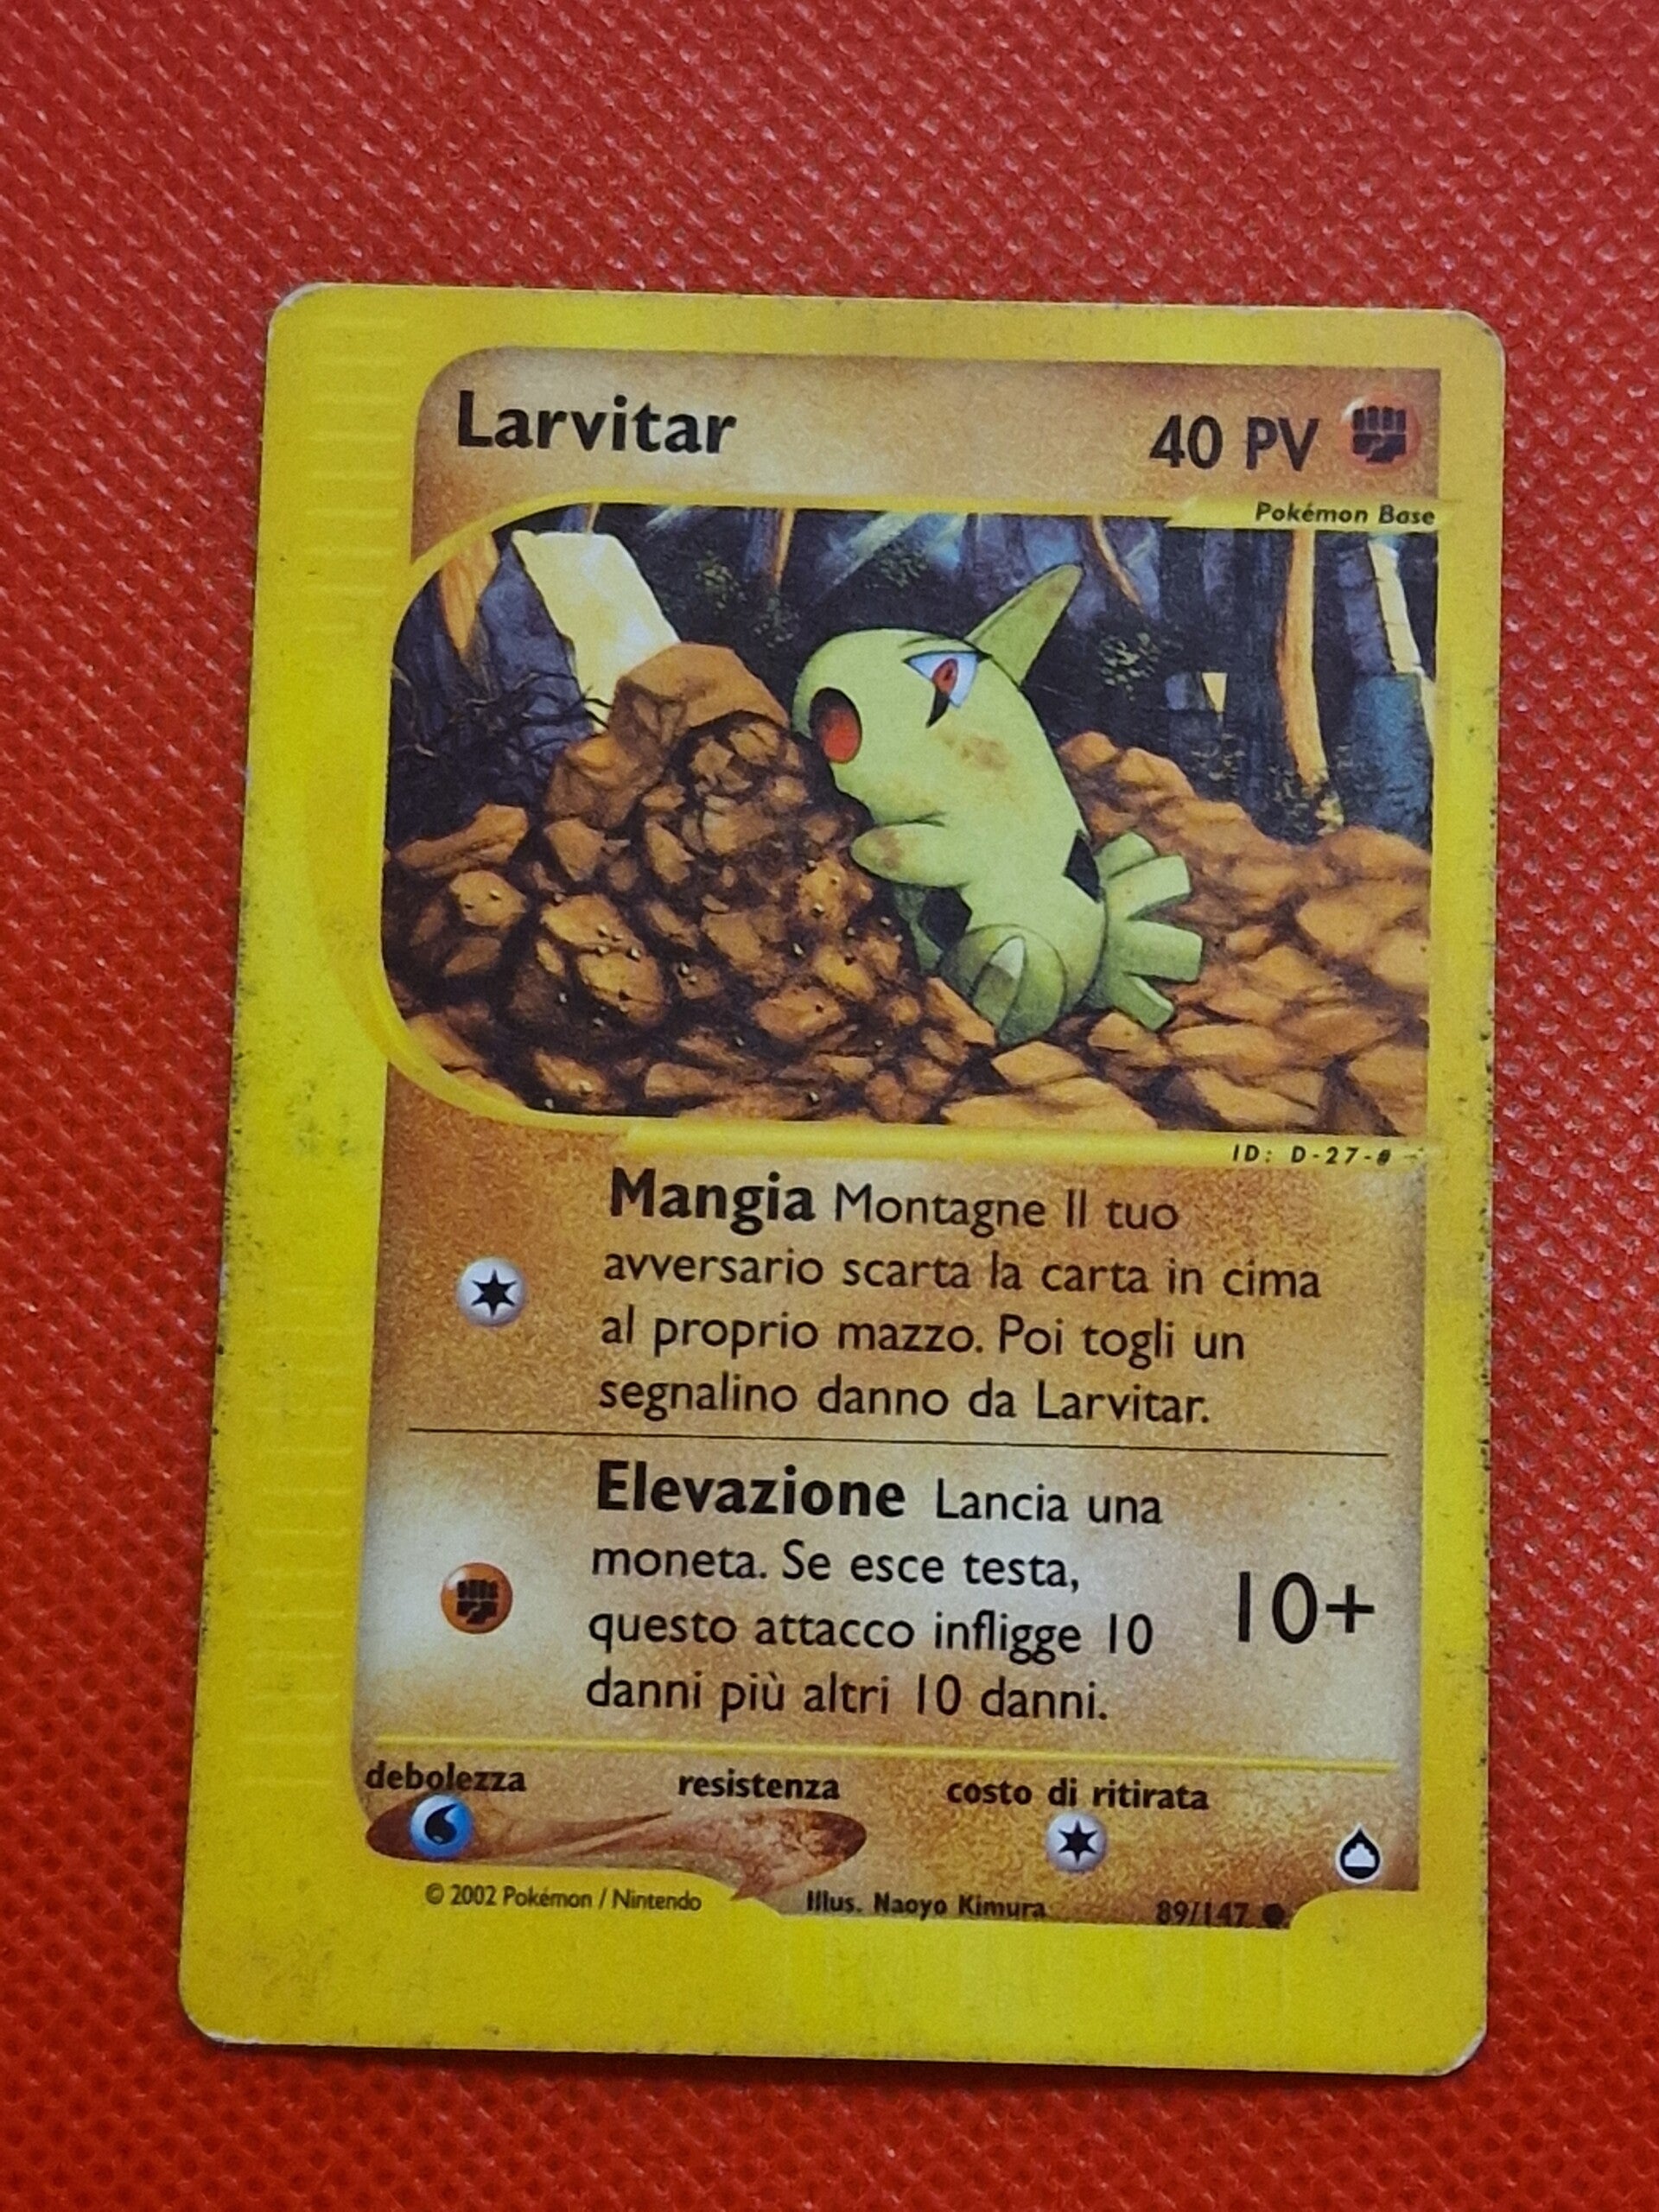 Larvitar
40 PV
Pokémon Base
ID: D-27-#
Mangia Montagne Il tuo
avversario scarta la carta in cima
al proprio mazzo. Poi togli un
segnalino danno da Larvitar.
Elevazione Lancia una
moneta. Se esce testa,
questo attacco infligge 10
danni più altri 10 danni.
10+
debolezza resistenza costo di ritirata
© 2002 Pokémon / Nintendo Illus. Naoyo Kimura 89/147